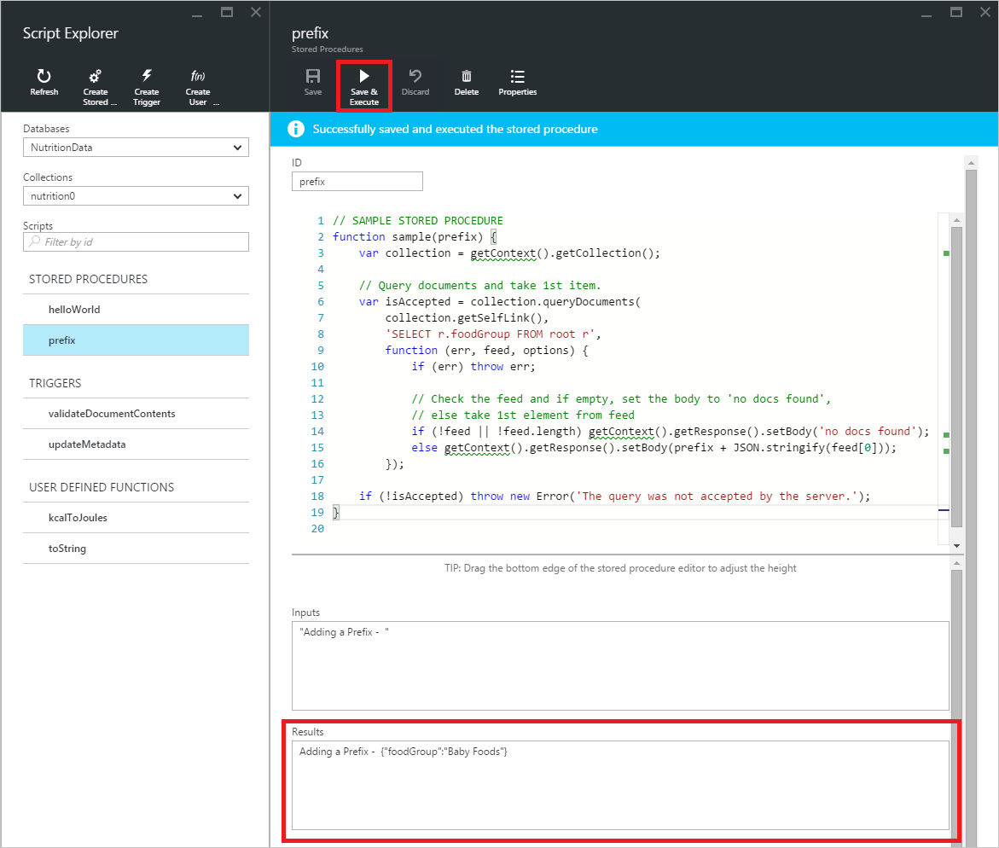 Script Explorer
Refresh
Create
Stored ...
Create
Trigger
f(n)
Create
User ...
Databases
NutritionData
Collections
nutrition0
Scripts
Filter by id
STORED PROCEDURES
helloWorld
prefix
TRIGGERS
validateDocumentContents
updateMetadata
USER DEFINED FUNCTIONS
kcalToJoules
toString
prefix
Stored Procedures
Save
Save &
Execute
Discard
Delete
Properties
Successfully saved and executed the stored procedure
ID
prefix
1 // SAMPLE STORED PROCEDURE
2 function sample(prefix) {
3     var collection = getContext().getCollection();
4
5     // Query documents and take 1st item.
6     var isAccepted = collection.queryDocuments(
7         collection.getSelfLink(),
8         'SELECT r.foodGroup FROM root r',
9         function (err, feed, options) {
10             if (err) throw err;
11
12             // Check the feed and if empty, set the body to 'no docs found',
13             // else take 1st element from feed
14             if (!feed || !feed.length) getContext().getResponse().setBody('no docs found');
15             else getContext().getResponse().setBody(prefix + JSON.stringify(feed[0]));
16         });
17
18     if (!isAccepted) throw new Error('The query was not accepted by the server.');
19 }
20
TIP: Drag the bottom edge of the stored procedure editor to adjust the height
Inputs
"Adding a Prefix -  "
Results
Adding a Prefix -  {"foodGroup":"Baby Foods"}